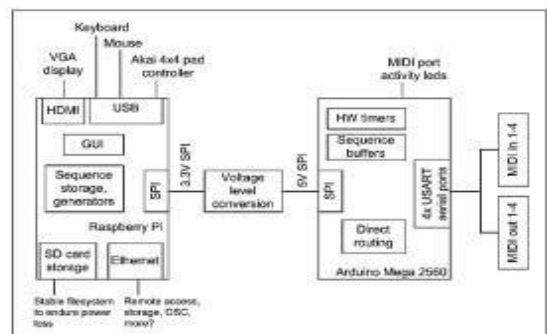 Keyboard
Mouse
VGA
display
Akai 4x4 pad
controller
HDMI
USB
GUI
Sequence
storage,
generators
SPI
Raspberry Pi
SD card
storage
Ethernet
Stable filesystem
to endure power
loss
Remote access,
storage, OSC,
more?
3.3V SPI
Voltage
level
conversion
5V SPI
MIDI port
activity leds
HW timers
Sequence
buffers
SPI
Direct
routing
4x USART
serial ports
Arduino Mega 2560
MIDI in 1-4
MIDI out 1-4